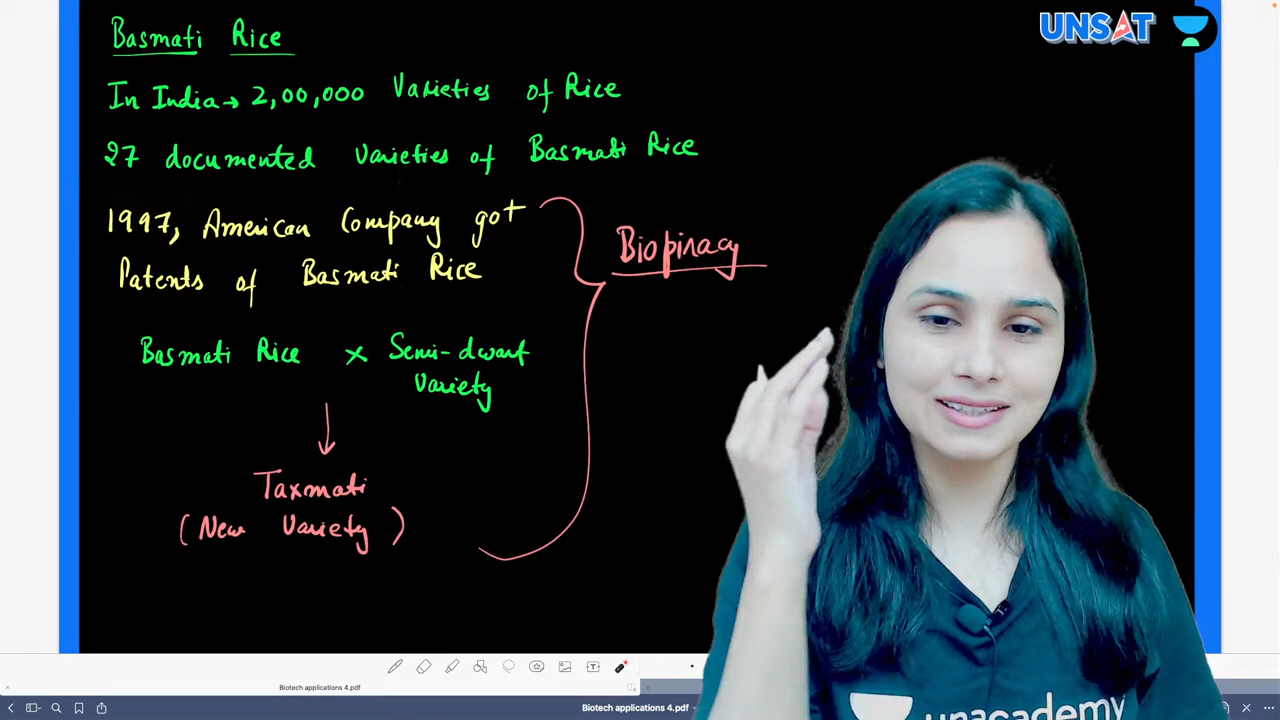 Basmati Rice
UNSAT
In India → 2,00,000 Varieties of Rice
27 documented Varieties of Basmati Rice
1997, American Company got
Patents of Basmati Rice
Biopiracy
Basmati Rice × Semi-dwarf
Variety
Taxmati
(New Variety)
Biotech applications 4.pdf
Biotech applications 4.pdf
unacademy